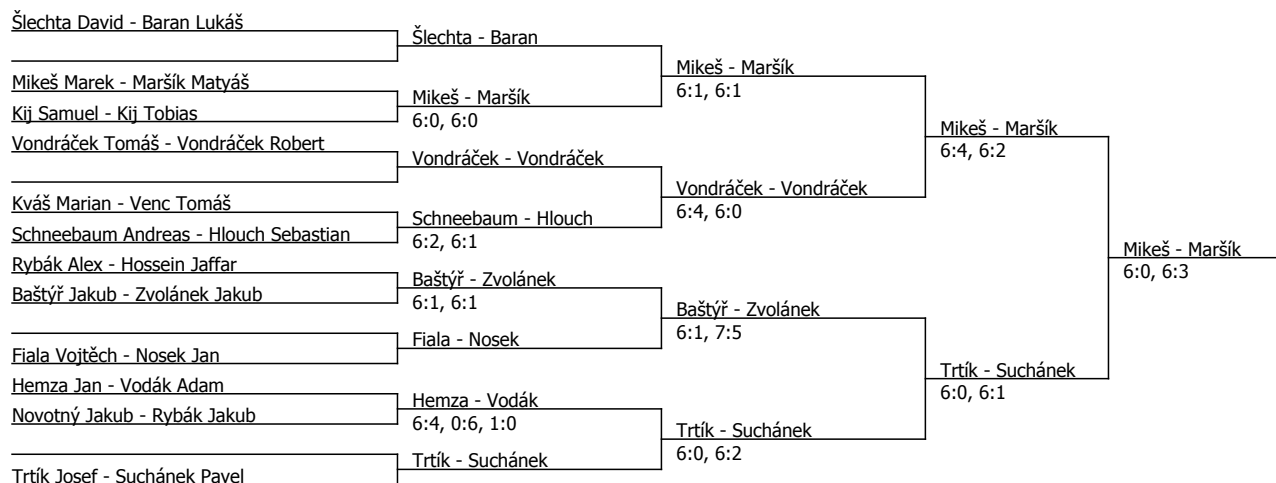 Šlechta David - Baran Lukáš
Šlechta - Baran
Mikeš - Maršík
6:1, 6:1
Mikeš Marek - Maršík Matyáš
Mikeš - Maršík
6:0, 6:0
Kij Samuel - Kij Tobias
Mikeš - Maršík
6:4, 6:2
Vondráček Tomáš - Vondráček Robert
Vondráček - Vondráček
Vondráček - Vondráček
6:4, 6:0
Kváš Marian - Venc Tomáš
Schneebaum - Hlouch
6:2, 6:1
Schneebaum Andreas - Hlouch Sebastian
Mikeš - Maršík
6:0, 6:3
Rybák Alex - Hossein Jaffar
Baštýř - Zvolánek
6:1, 6:1
Baštýř Jakub - Zvolánek Jakub
Baštýř - Zvolánek
6:1, 7:5
Fiala - Nosek
Fiala Vojtěch - Nosek Jan
Trtík - Suchánek
6:0, 6:1
Hemza Jan - Vodák Adam
Hemza - Vodák
6:4, 0:6, 1:0
Novotný Jakub - Rybák Jakub
Trtík - Suchánek
6:0, 6:2
Trtík - Suchánek
Trtík Josef - Suchánek Pavel